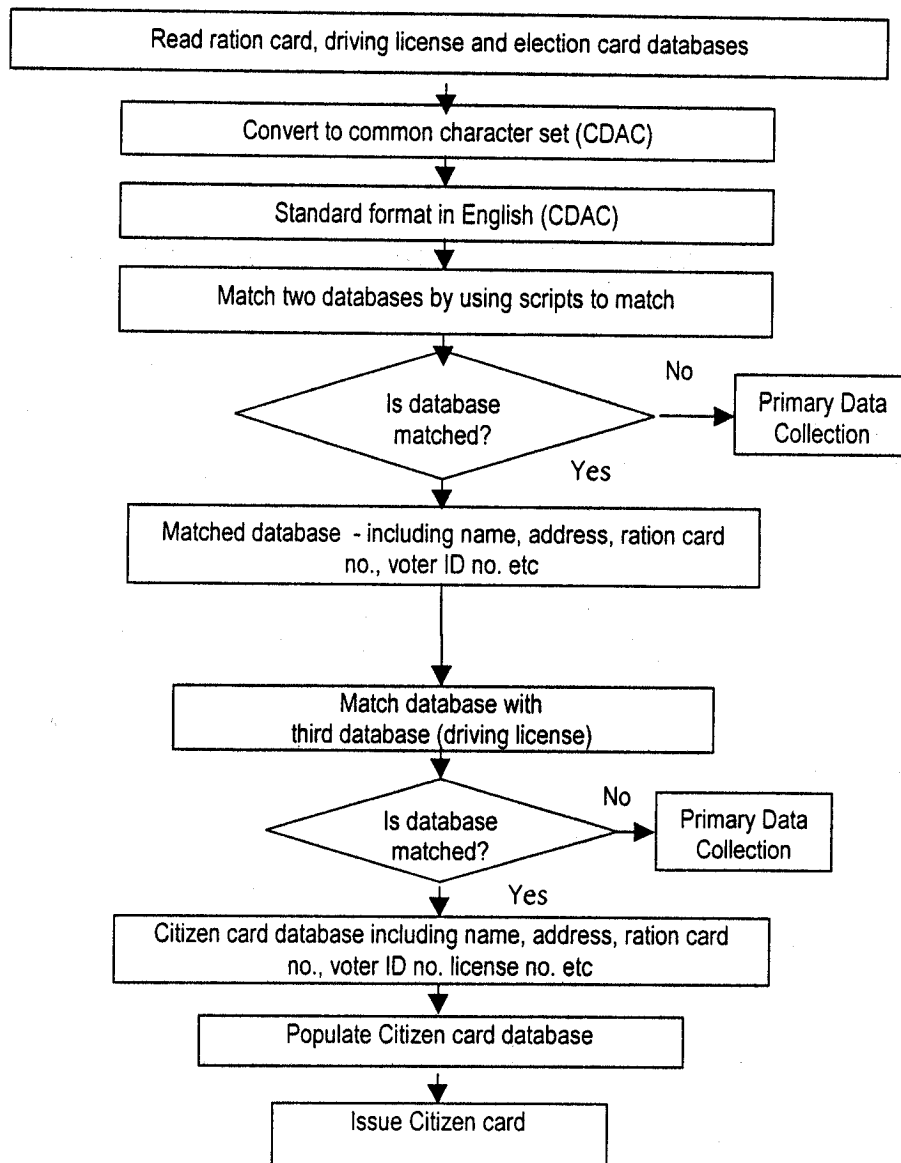 Read ration card, driving license and election card databases
Convert to common character set (CDAC)
Standard format in English (CDAC)
Match two databases by using scripts to match
Is database
matched?
No
Primary Data
Collection
Yes
Matched database - including name, address, ration card
no., voter ID no. etc
Match database with
third database (driving license)
Is database
matched?
No
Primary Data
Collection
Yes
Citizen card database including name, address, ration card
no., voter ID no. license no. etc
Populate Citizen card database
Issue Citizen card